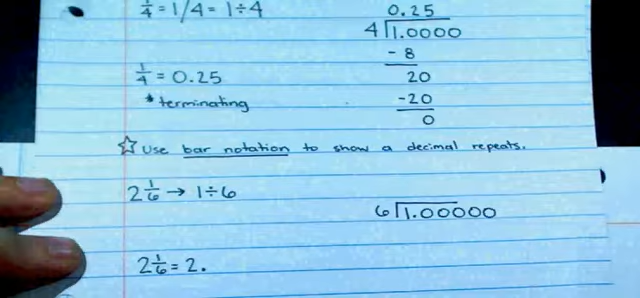 1/4 = 1/4 = 1÷4
0.25
4 1.0000
- 8
20
1/4 = 0.25
* terminating
-20
0
☆ Use bar notation to show a decimal repeats.
2 1/6 → 1÷6
6 1.00000
2 1/6 = 2.